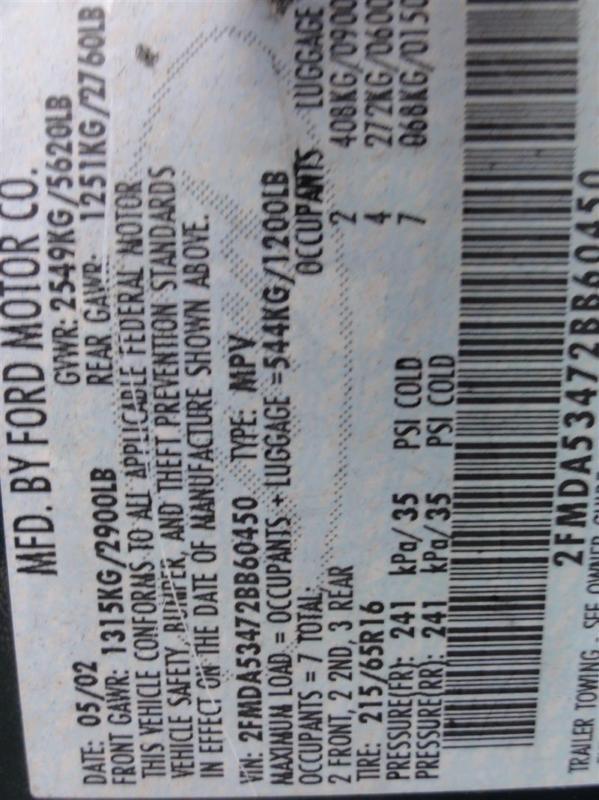 MFD. BY FORD MOTOR CO.
DATE: 05/02 GVWR: 2549KG/5620LB
FRONT GAWR: 1315KG/2900LB REAR GAWR: 1251KG/2760LB
THIS VEHICLE CONFORMS TO ALL APPLICABLE FEDERAL MOTOR
VEHICLE SAFETY, BUMPER, AND THEFT PREVENTION STANDARDS
IN EFFECT ON THE DATE OF MANUFACTURE SHOWN ABOVE.
VIN: 2FMDA53472BB60450 TYPE: MPV
MAXIMUM LOAD = OCCUPANTS + LUGGAGE =544KG/1200LB
OCCUPANTS = 7 TOTAL, OCCUPANTS LUGGAGE
2 FRONT, 2 2ND, 3 REAR 2 408KG/0900
TIRE: 215/65R16 4 272KG/0600
PRESSURE(FR): 241 kPa/35 PSI COLD 7 068KG/0150
PRESSURE(RR): 241 kPa/35 PSI COLD
2FMDA53472BB60450
TRAILER TOWING - SEE OWNER